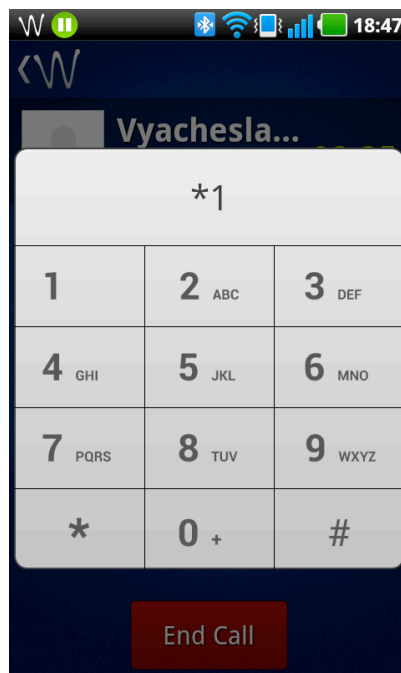 W 18:47
W
Vyachesla...
*1
1 2 ABC 3 DEF
4 GHI 5 JKL 6 MNO
7 PQRS 8 TUV 9 WXYZ
* 0 + #
End Call